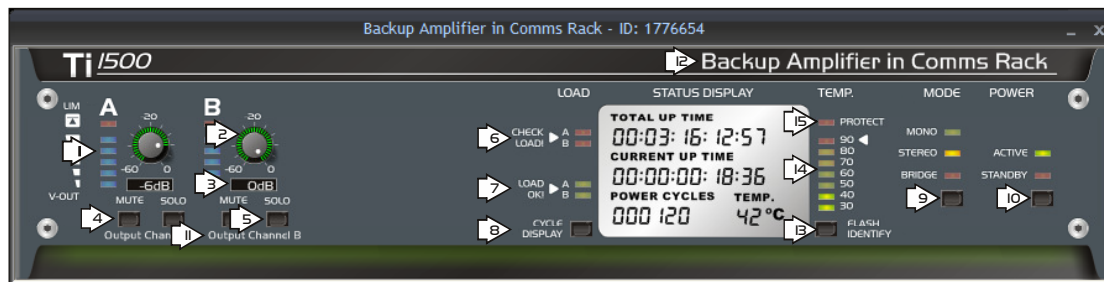 Backup Amplifier in Comms Rack - ID: 1776654
Ti 1500
12 Backup Amplifier in Comms Rack
LOAD STATUS DISPLAY TEMP. MODE POWER
LIM A B
-20 -20
-60 0 -60 0
-6dB 0dB
V-OUT
MUTE SOLO MUTE SOLO
Output Chann Output Channel B
1
2
3
4
11
5
6 CHECK LOAD! A B
7 LOAD OK! A B
8 CYCLE DISPLAY
TOTAL UP TIME
00:03:16:12:57
CURRENT UP TIME
00:00:00:18:36
POWER CYCLES TEMP.
000120 42°C
15 PROTECT
90
80
70
14 60
50
40
30
13 FLASH IDENTIFY
MONO
STEREO
BRIDGE
9
ACTIVE
STANDBY
10